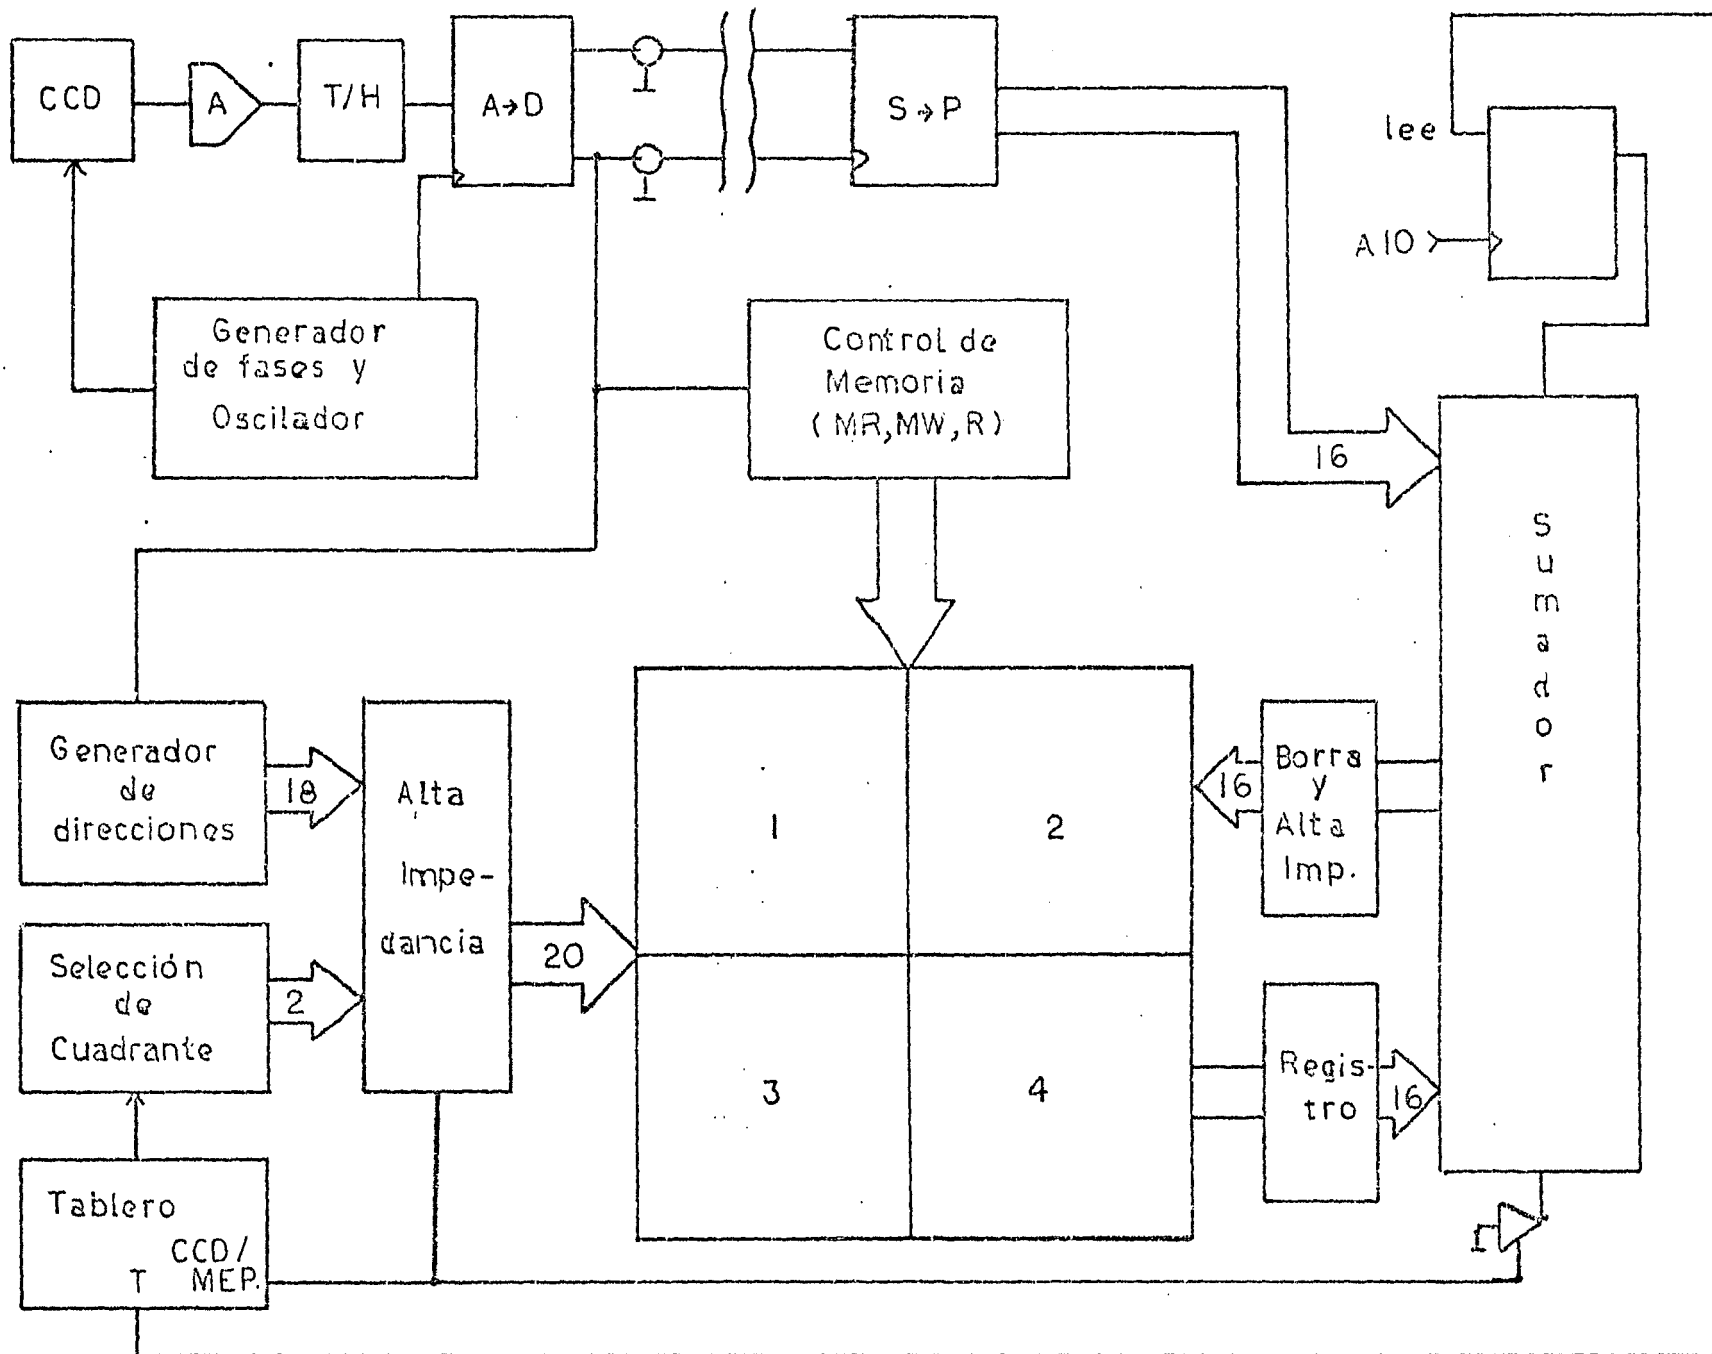 CCD
A
T/H
A→D
S→P
lee
A10
Generador
de fases y
Oscilador
Control de
Memoria
(MR,MW,R)
16
Sumador
Generador
de
direcciones
18
Alta
Impe-
dancia
Selección
de
Cuadrante
2
20
1
2
3
4
16
Borra
y
Alta
Imp.
Regis-
tro
16
Tablero
CCD/
T MEP.